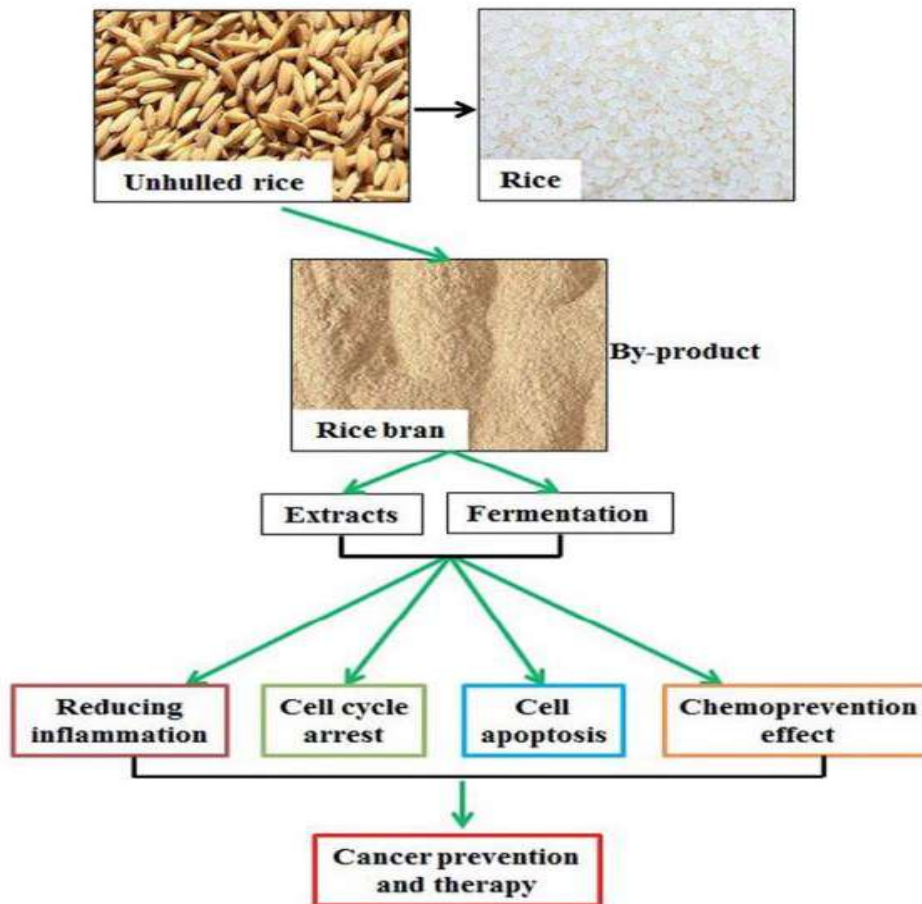 Unhulled rice
Rice
By-product
Rice bran
Extracts
Fermentation
Reducing
inflammation
Cell cycle
arrest
Cell
apoptosis
Chemoprevention
effect
Cancer prevention
and therapy